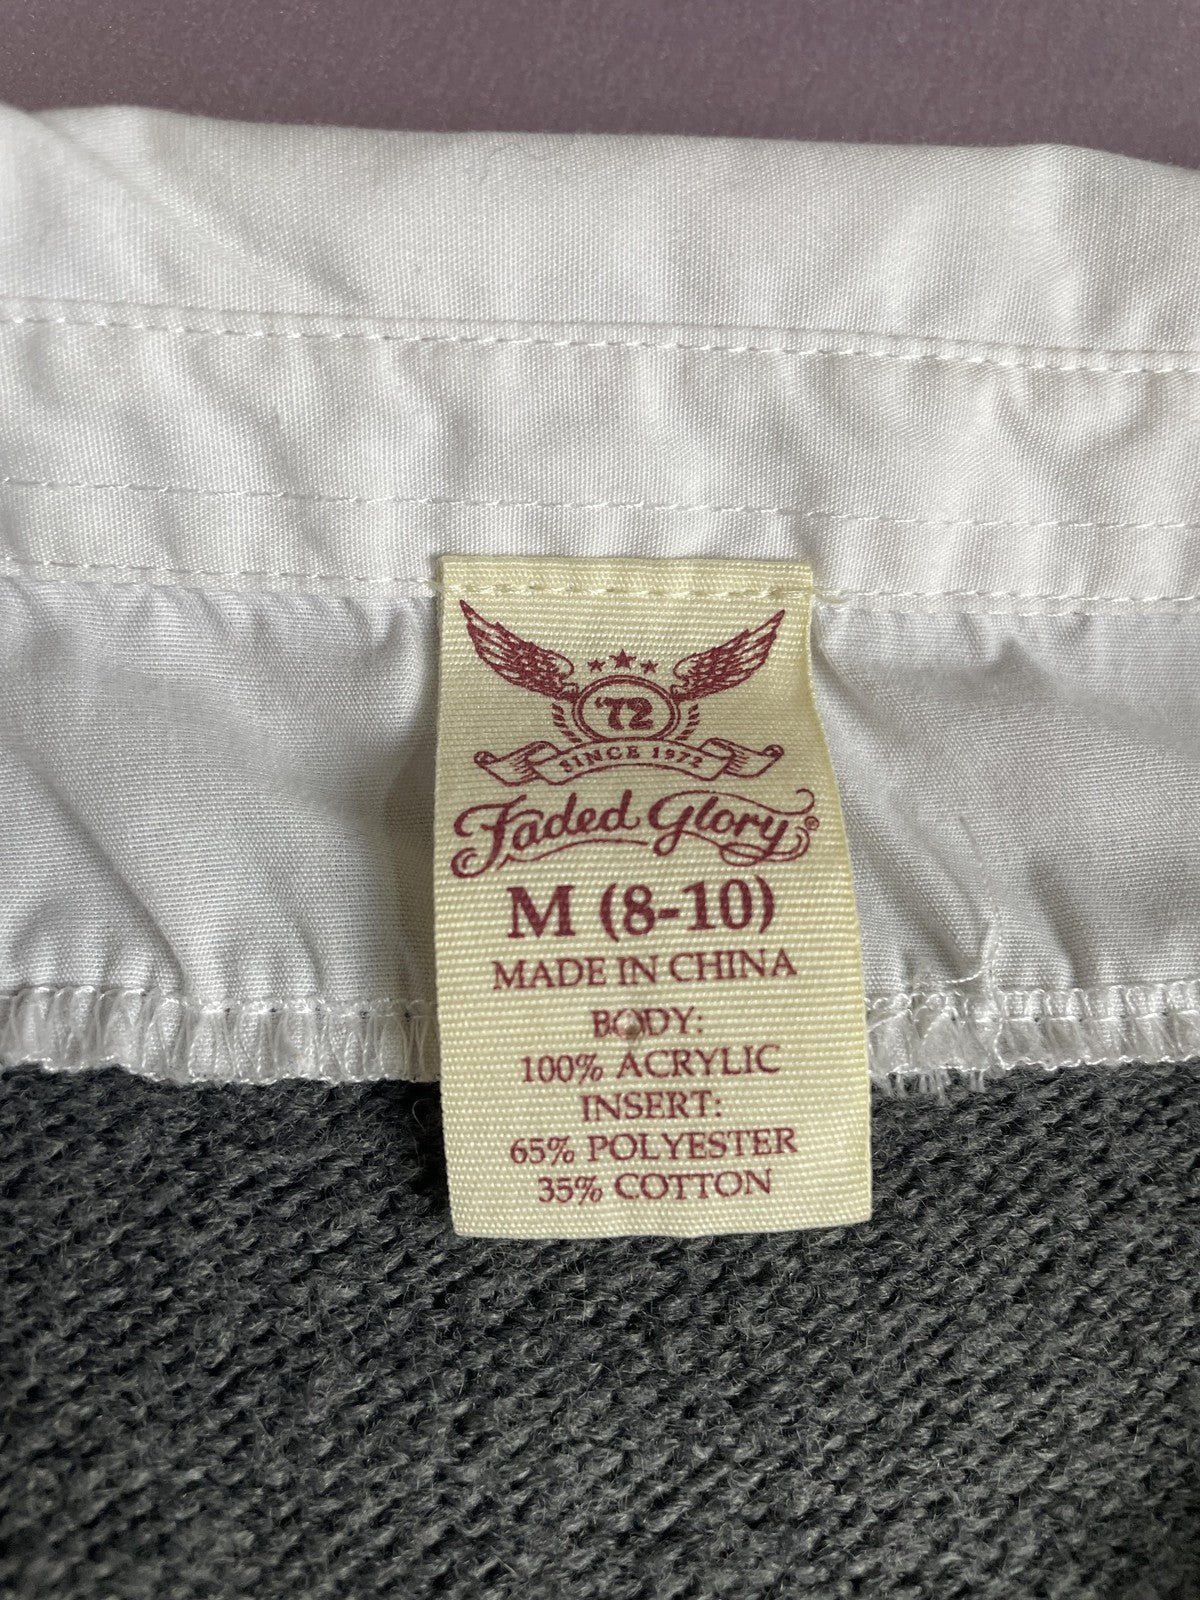 '72
SINCE 1972
Faded Glory®
M (8-10)
MADE IN CHINA
BODY:
100% ACRYLIC
INSERT:
65% POLYESTER
35% COTTON